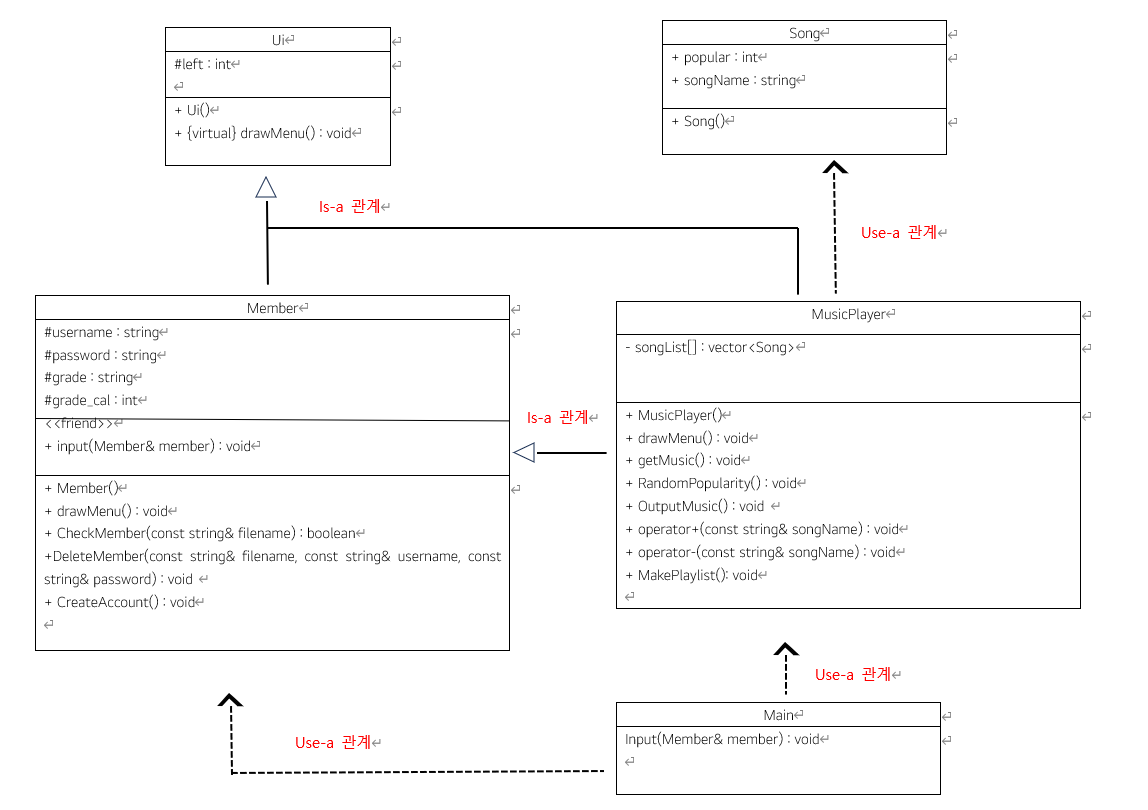 Ui
#left : int
+ Ui()
+ {virtual} drawMenu() : void
Song
+ popular : int
+ songName : string
+ Song()
Is-a 관계
Use-a 관계
Member
#username : string
#password : string
#grade : string
#grade_cal : int
<<friend>>
+ input(Member& member) : void
+ Member()
+ drawMenu() : void
+ CheckMember(const string& filename) : boolean
+DeleteMember(const string& filename, const string& username, const
string& password) : void
+ CreateAccount() : void
Is-a 관계
MusicPlayer
- songList[] : vector<Song>
+ MusicPlayer()
+ drawMenu() : void
+ getMusic() : void
+ RandomPopularity() : void
+ OutputMusic() : void
+ operator+(const string& songName) : void
+ operator-(const string& songName) : void
+ MakePlaylist(): void
Use-a 관계
Use-a 관계
Main
Input(Member& member) : void